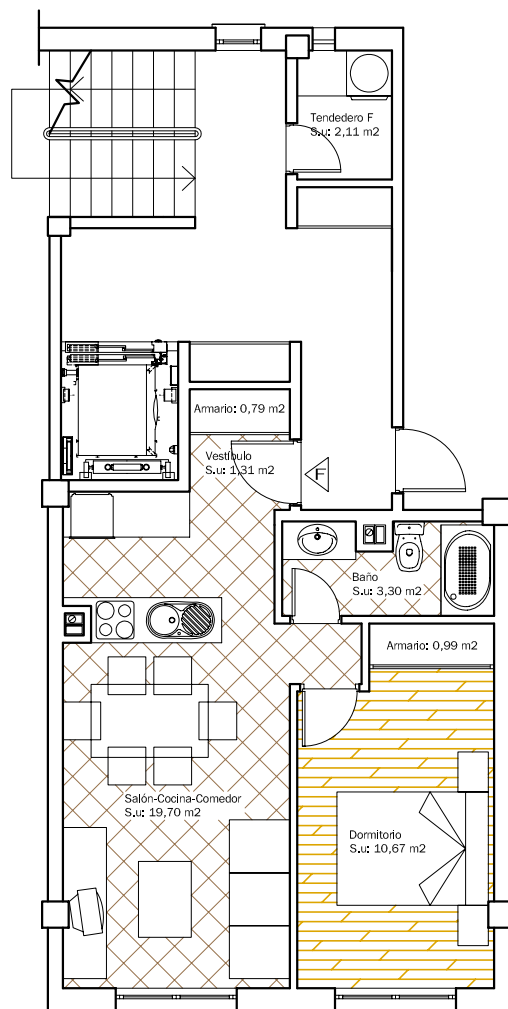 Tendedero F
S.u: 2,11 m2
Armario: 0,79 m2
Vestíbulo
S.u: 1,31 m2
F
Baño
S.u: 3,30 m2
Armario: 0,99 m2
Salón-Cocina-Comedor
S.u: 19,70 m2
Dormitorio
S.u: 10,67 m2